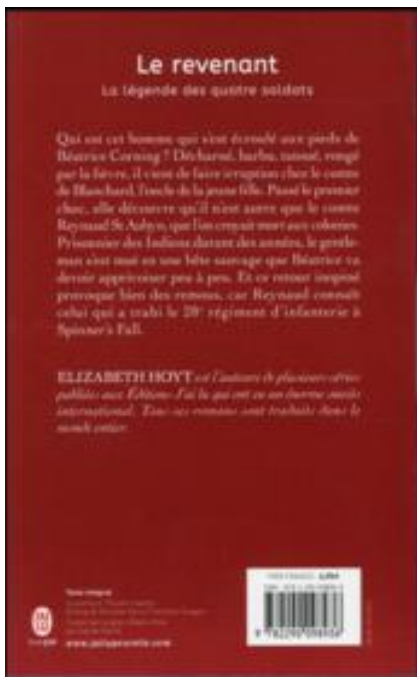 Le revenant
La légende des quatre soldats
Qui est cet homme qui s'est écroulé aux pieds de
Béatrice Corning ? Décharné, barbu, tatoué, rongé
par la fièvre, il vient de faire irruption chez le comte
de Blanchard, l'oncle de la jeune fille. Passé le premier
choc, elle découvre qu'il n'est autre que le comte
Reynaud St Aubyn, que l'on croyait mort aux colonies.
Prisonnier des Indiens durant des années, le gentle-
man s'est mué en une bête sauvage que Béatrice va
devoir apprivoiser peu à peu. Et ce retour inopiné
provoque bien des remous, car Reynaud connaît
celui qui a trahi le 28e régiment d'infanterie à
Spinner's Fall.
ELIZABETH HOYT est l'auteure de plusieurs séries
publiées aux Éditions J'ai lu qui ont eu un énorme succès
international. Tous ses romans sont traduits dans le
monde entier.
Texte intégral
J'AI LU